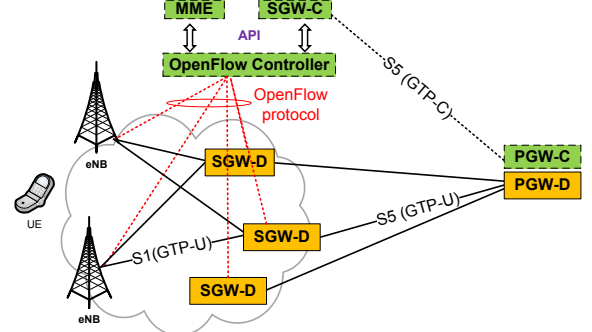 MME
SGW-C
API
OpenFlow Controller
OpenFlow
protocol
S5 (GTP-C)
eNB
SGW-D
PGW-C
PGW-D
UE
S5 (GTP-U)
SGW-D
S1(GTP-U)
SGW-D
eNB